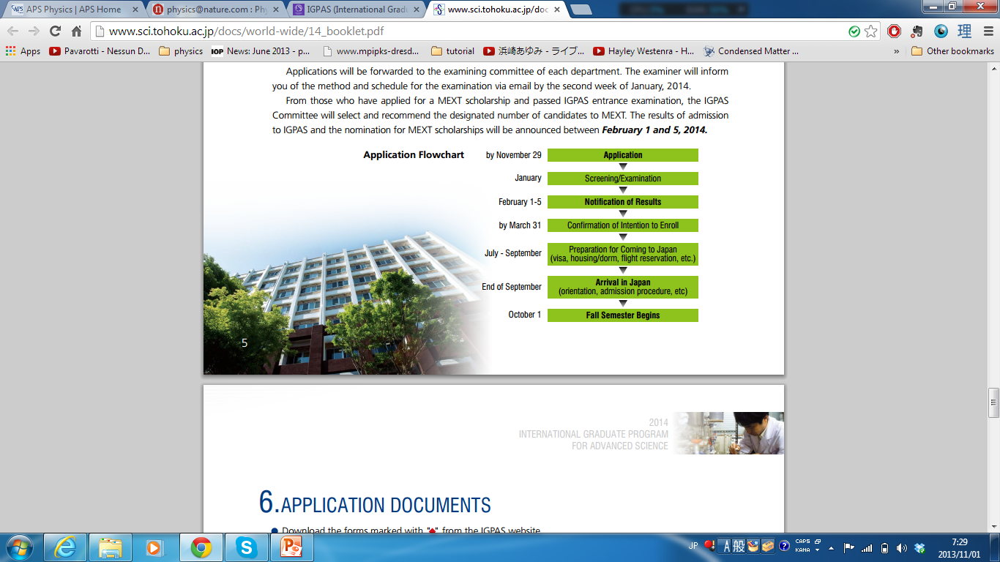 APS Physics | APS Home
physics@nature.com : Phy
IGPAS (International Gradu
www.sci.tohoku.ac.jp/doc
www.sci.tohoku.ac.jp/docs/world-wide/14_booklet.pdf
Apps
Pavarotti - Nessun D...
physics
IOP News: June 2013 - p...
www.mpipks-dresd...
tutorial
浜崎あゆみ - ライブ...
Hayley Westenra - H...
Condensed Matter ...
»
Other bookmarks
理
Applications will be forwarded to the examining committee of each department. The examiner will inform
you of the method and schedule for the examination via email by the second week of January, 2014.
From those who have applied for a MEXT scholarship and passed IGPAS entrance examination, the IGPAS
Committee will select and recommend the designated number of candidates to MEXT. The results of admission
to IGPAS and the nomination for MEXT scholarships will be announced between February 1 and 5, 2014.
Application Flowchart
by November 29 Application
January Screening/Examination
February 1-5 Notification of Results
by March 31 Confirmation of Intention to Enroll
July - September Preparation for Coming to Japan
(visa, housing/dorm, flight reservation, etc.)
End of September Arrival in Japan
(orientation, admission procedure, etc)
October 1 Fall Semester Begins
5
2014
INTERNATIONAL GRADUATE PROGRAM
FOR ADVANCED SCIENCE
6.APPLICATION DOCUMENTS
● Download the forms marked with "◆" from the IGPAS website
JP
A 般
CAPS
KANA
7:29
2013/11/01